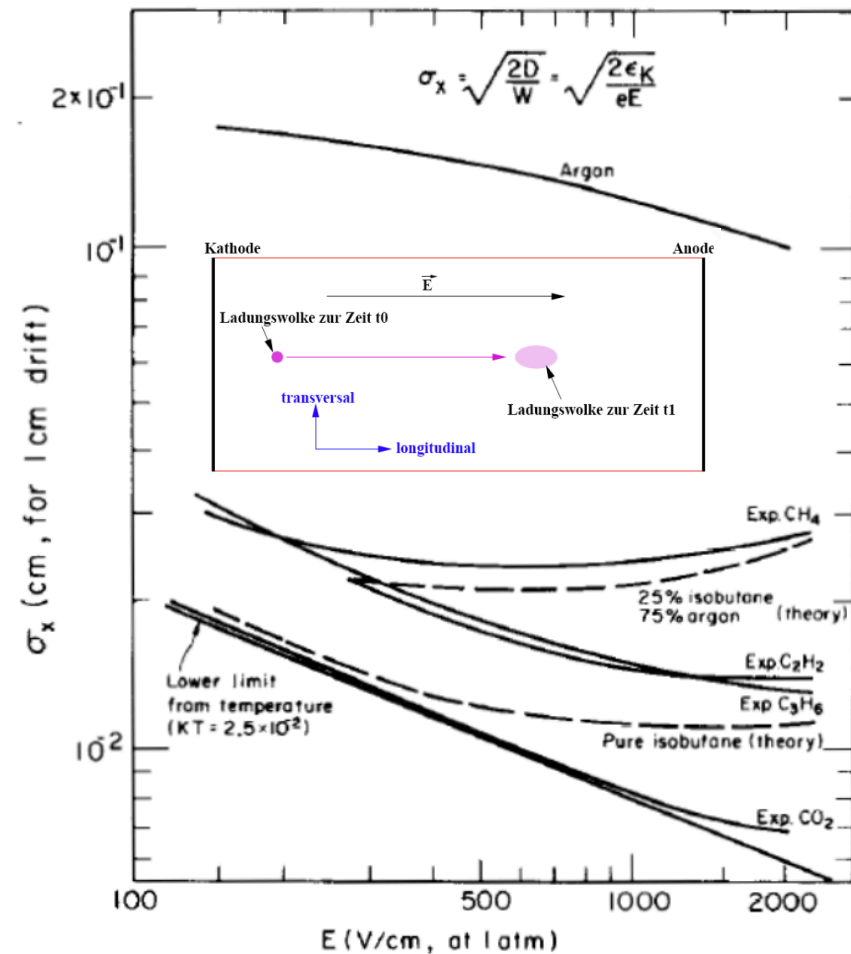 σx = √2D/W = √2ϵK/eE
2×10⁻¹
Argon
10⁻¹
Kathode
Anode
E
Ladungswolke zur Zeit t0
Ladungswolke zur Zeit t1
transversal
longitudinal
σx (cm, for 1cm drift)
Exp. CH4
25% isobutane
75% argon (theory)
Exp. C2H2
Lower limit
from temperature
(KT = 2.5×10⁻²)
Exp C3H6
Pure isobutane (theory)
10⁻²
Exp. CO2
100
500
1000
2000
E (V/cm, at 1atm)